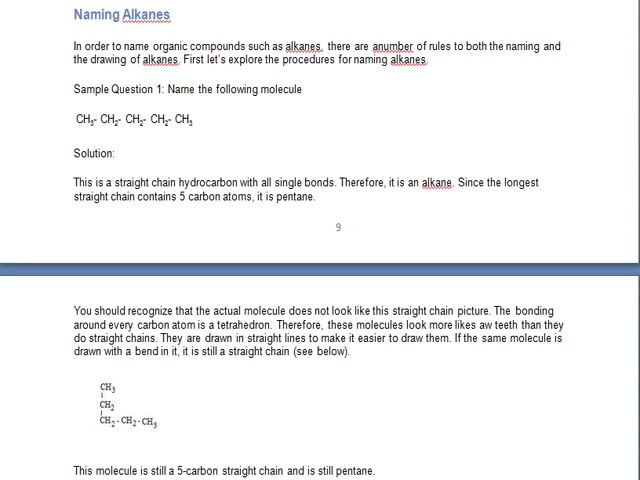 Naming Alkanes
In order to name organic compounds such as alkanes, there are anumber of rules to both the naming and
the drawing of alkanes. First let's explore the procedures for naming alkanes.
Sample Question 1: Name the following molecule
CH₃- CH₂- CH₂- CH₂- CH₃
Solution:
This is a straight chain hydrocarbon with all single bonds. Therefore, it is an alkane. Since the longest
straight chain contains 5 carbon atoms, it is pentane.
9
You should recognize that the actual molecule does not look like this straight chain picture. The bonding
around every carbon atom is a tetrahedron. Therefore, these molecules look more likes aw teeth than they
do straight chains. They are drawn in straight lines to make it easier to draw them. If the same molecule is
drawn with a bend in it, it is still a straight chain (see below).
CH₃
CH₂
CH₂-CH₂-CH₃
This molecule is still a 5-carbon straight chain and is still pentane.